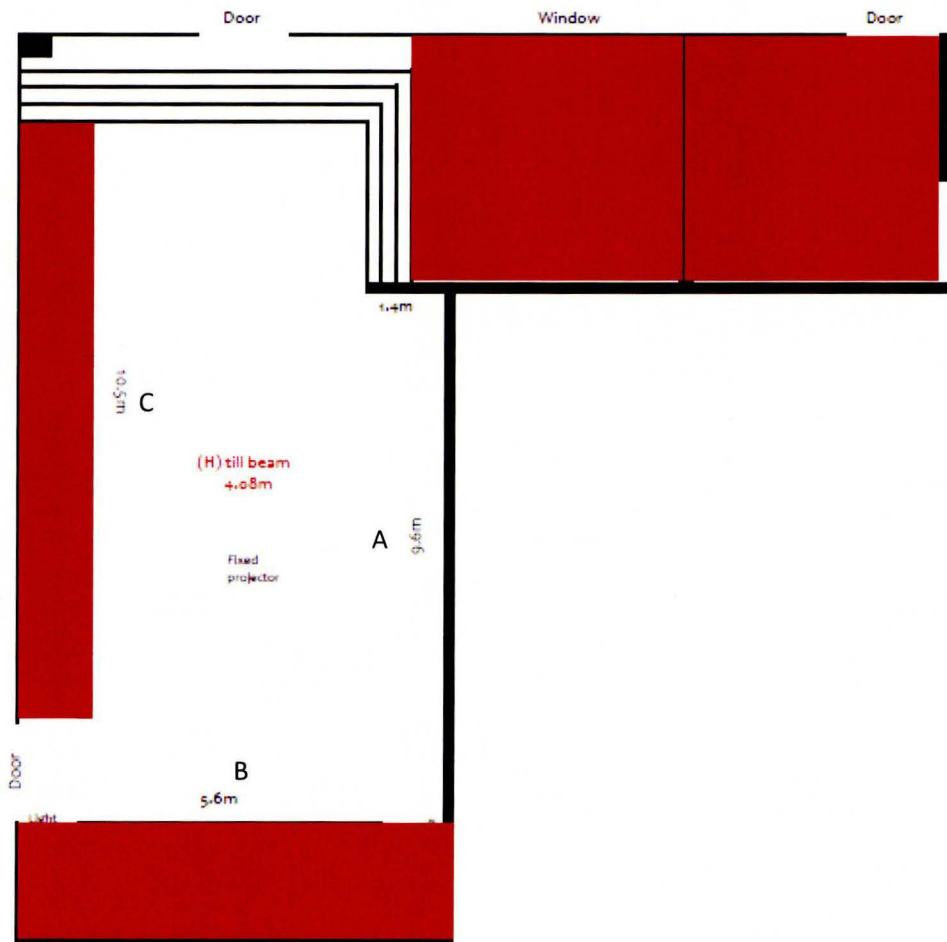 Door
Window
Door
1.4m
10.5m
C
(H) till beam
4.08m
A
9.6m
Fixed
projector
Door
B
5.6m
Light